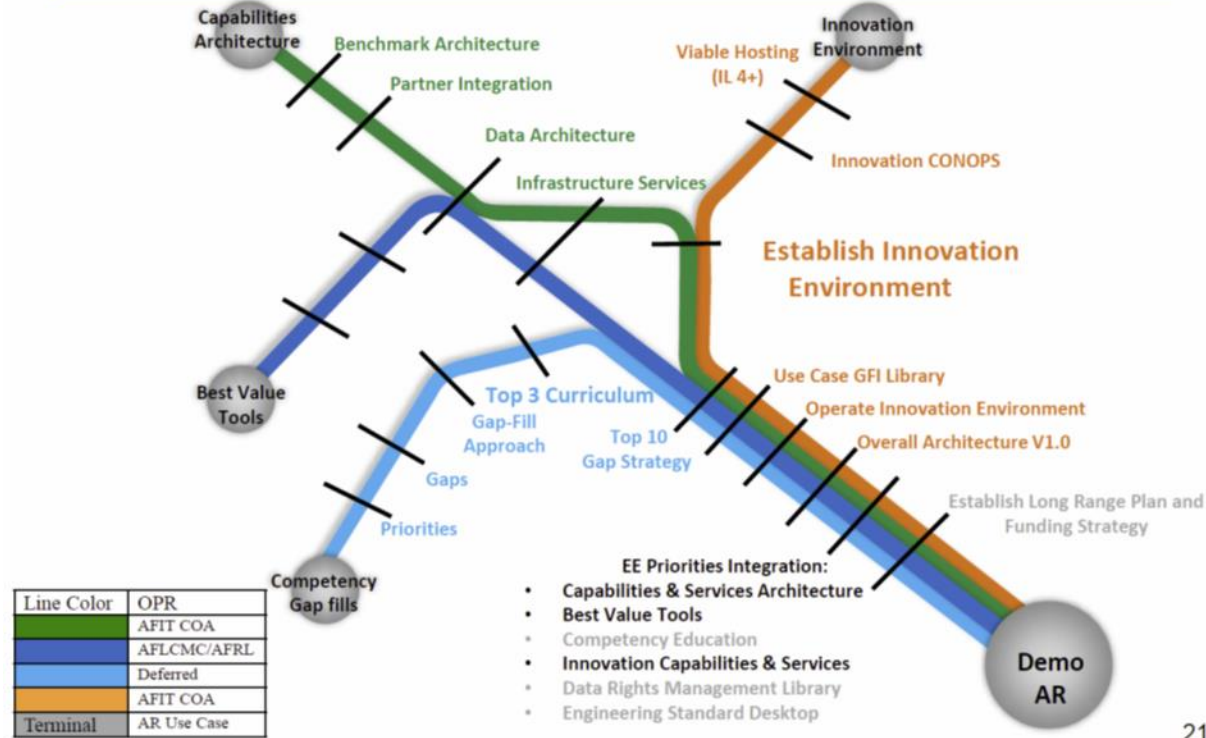 Capabilities
Architecture
Benchmark Architecture
Partner Integration
Data Architecture
Infrastructure Services
Viable Hosting
(IL 4+)
Innovation
Environment
Innovation CONOPS
Establish Innovation
Environment
Best Value
Tools
Top 3 Curriculum
Gap-Fill
Approach
Gaps
Priorities
Competency
Gap fills
Top 10
Gap Strategy
Use Case GFI Library
Operate Innovation Environment
Overall Architecture V1.0
Establish Long Range Plan and
Funding Strategy
EE Priorities Integration:
• Capabilities & Services Architecture
• Best Value Tools
• Competency Education
• Innovation Capabilities & Services
• Data Rights Management Library
• Engineering Standard Desktop
Demo
AR
Line Color OPR
AFIT COA
AFLCMC/AFRL
Deferred
AFIT COA
Terminal AR Use Case
21